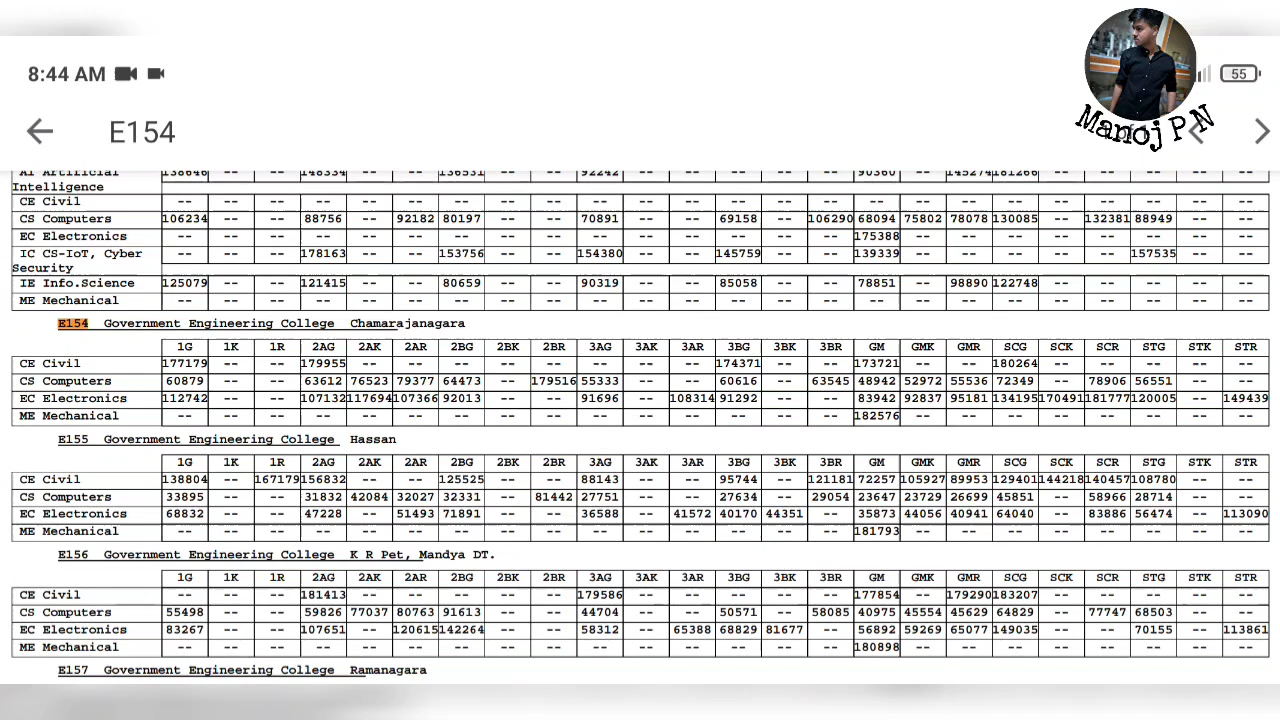 8:44 AM 55
Manoj P N
E154
AI Artificial 138646 -- -- 148334 -- -- 136531 -- -- 92242 -- -- -- -- -- 90360 -- 145274 181266 -- -- -- -- --
Intelligence
CE Civil -- -- -- -- -- -- -- -- -- -- -- -- -- -- -- -- -- -- -- -- -- -- -- --
CS Computers 106234 -- -- 88756 -- 92182 80197 -- -- 70891 -- -- 69158 -- 106290 68094 75802 78078 130085 -- 132381 88949 -- --
EC Electronics -- -- -- -- -- -- -- -- -- -- -- -- -- -- -- 175388 -- -- -- -- -- -- -- --
IC CS-IoT, Cyber -- -- -- 178163 -- -- 153756 -- -- 154380 -- -- 145759 -- -- 139339 -- -- -- -- -- 157535 -- --
Security
IE Info.Science 125079 -- -- 121415 -- -- 80659 -- -- 90319 -- -- 85058 -- -- 78851 -- 98890 122748 -- -- -- -- --
ME Mechanical -- -- -- -- -- -- -- -- -- -- -- -- -- -- -- -- -- -- -- -- -- -- -- --
E154 Government Engineering College Chamarajanagara
1G 1K 1R 2AG 2AK 2AR 2BG 2BK 2BR 3AG 3AK 3AR 3BG 3BK 3BR GM GMK GMR SCG SCK SCR STG STK STR
CE Civil 177179 -- -- 179955 -- -- -- -- -- -- -- -- 174371 -- -- 173721 -- -- 180264 -- -- -- -- --
CS Computers 60879 -- -- 63612 76523 79377 64473 -- 179516 55333 -- -- 60616 -- 63545 48942 52972 55536 72349 -- 78906 56551 -- --
EC Electronics 112742 -- -- 107132 117694 107366 92013 -- -- 91696 -- 108314 91292 -- -- 83942 92837 95181 134195 170491 181777 120005 -- 149439
ME Mechanical -- -- -- -- -- -- -- -- -- -- -- -- -- -- -- 182576 -- -- -- -- -- -- -- --
E155 Government Engineering College Hassan
1G 1K 1R 2AG 2AK 2AR 2BG 2BK 2BR 3AG 3AK 3AR 3BG 3BK 3BR GM GMK GMR SCG SCK SCR STG STK STR
CE Civil 138804 -- 167179 156832 -- -- 125525 -- -- 88143 -- -- 95744 -- 121181 72257 105927 89953 129401 144218 140457 108780 -- --
CS Computers 33895 -- -- 31832 42084 32027 32331 -- 81442 27751 -- -- 27634 -- 29054 23647 23729 26699 45851 -- 58966 28714 -- --
EC Electronics 68832 -- -- 47228 -- 51493 71891 -- -- 36588 -- 41572 40170 44351 -- 35873 44056 40941 64040 -- 83886 56474 -- 113090
ME Mechanical -- -- -- -- -- -- -- -- -- -- -- -- -- -- -- 181793 -- -- -- -- -- -- -- --
E156 Government Engineering College K R Pet, Mandya DT.
1G 1K 1R 2AG 2AK 2AR 2BG 2BK 2BR 3AG 3AK 3AR 3BG 3BK 3BR GM GMK GMR SCG SCK SCR STG STK STR
CE Civil -- -- -- 181413 -- -- -- -- -- 179586 -- -- -- -- -- 177854 -- 179290 183207 -- -- -- -- --
CS Computers 55498 -- -- 59826 77037 80763 91613 -- -- 44704 -- -- 50571 -- 58085 40975 45554 45629 64829 -- 77747 68503 -- --
EC Electronics 83267 -- -- 107651 -- 120615 142264 -- -- 58312 -- 65388 68829 81677 -- 56892 59269 65077 149035 -- -- 70155 -- 113861
ME Mechanical -- -- -- -- -- -- -- -- -- -- -- -- -- -- -- 180898 -- -- -- -- -- -- -- --
E157 Government Engineering College Ramanagara